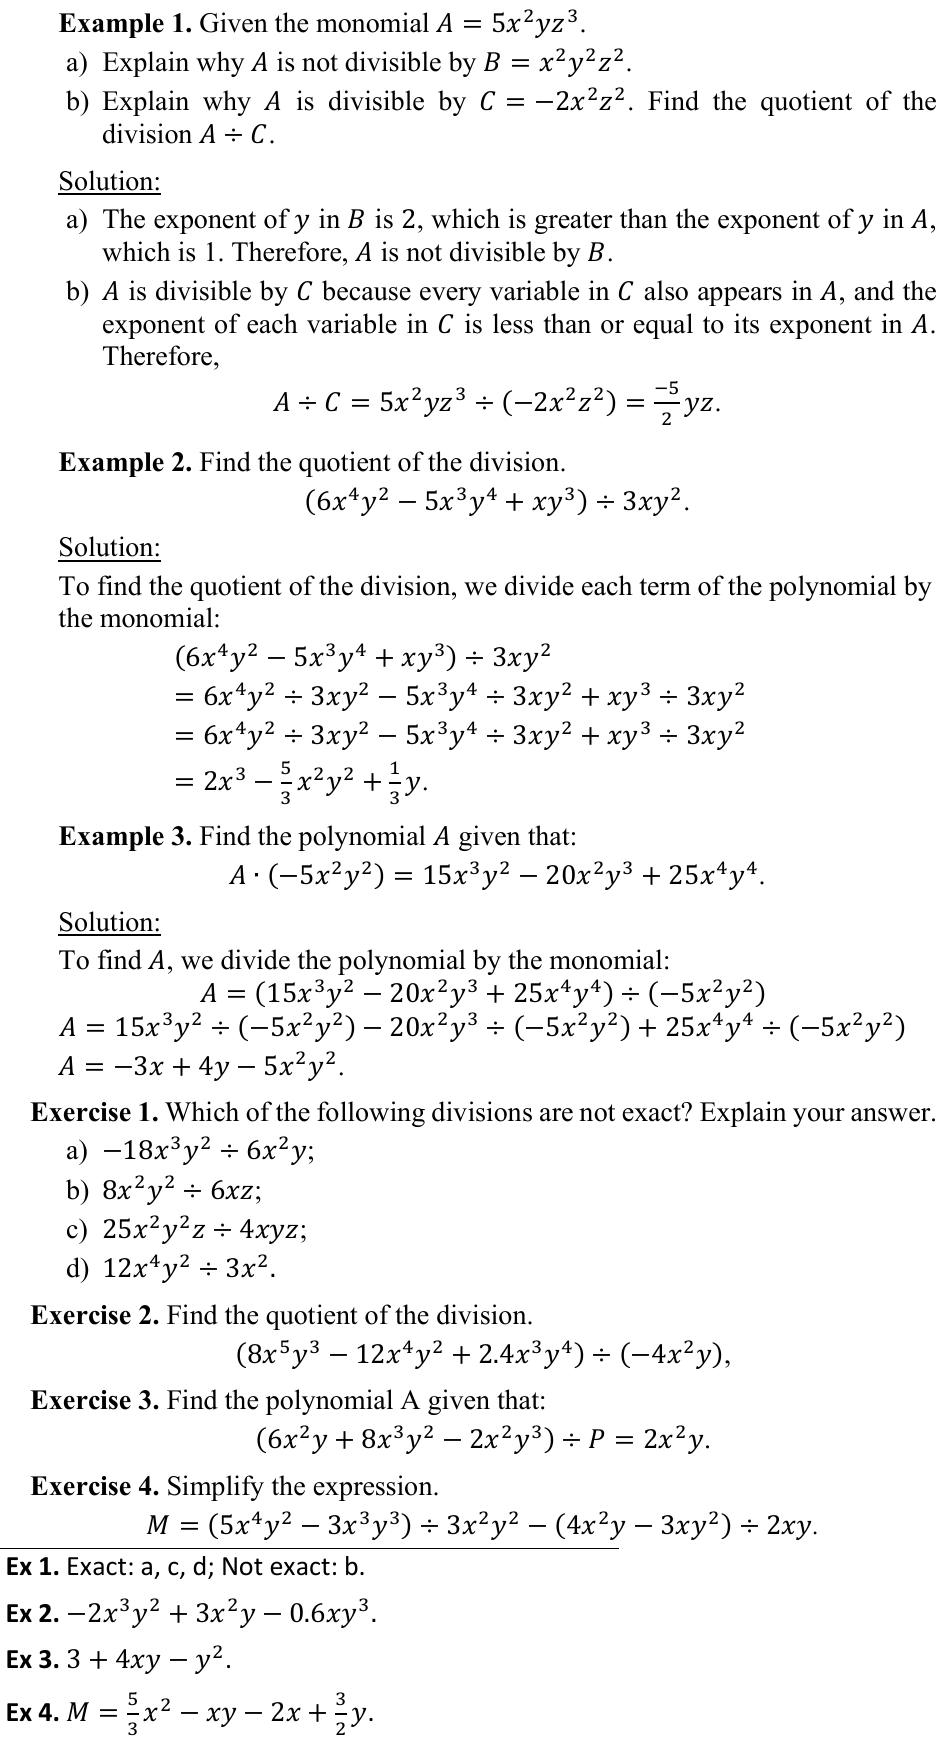 Example 1. Given the monomial A = 5x²yz³.
a) Explain why A is not divisible by B = x²y²z².
b) Explain why A is divisible by C = −2x²z². Find the quotient of the
division A ÷ C.
Solution:
a) The exponent of y in B is 2, which is greater than the exponent of y in A,
which is 1. Therefore, A is not divisible by B.
b) A is divisible by C because every variable in C also appears in A, and the
exponent of each variable in C is less than or equal to its exponent in A.
Therefore,
A ÷ C = 5x²yz³ ÷ (−2x²z²) = −5/2 yz.
Example 2. Find the quotient of the division.
(6x⁴y² − 5x³y⁴ + xy³) ÷ 3xy².
Solution:
To find the quotient of the division, we divide each term of the polynomial by
the monomial:
(6x⁴y² − 5x³y⁴ + xy³) ÷ 3xy²
= 6x⁴y² ÷ 3xy² − 5x³y⁴ ÷ 3xy² + xy³ ÷ 3xy²
= 6x⁴y² ÷ 3xy² − 5x³y⁴ ÷ 3xy² + xy³ ÷ 3xy²
= 2x³ − 5/3 x²y² + 1/3 y.
Example 3. Find the polynomial A given that:
A · (−5x²y²) = 15x³y² − 20x²y³ + 25x⁴y⁴.
Solution:
To find A, we divide the polynomial by the monomial:
A = (15x³y² − 20x²y³ + 25x⁴y⁴) ÷ (−5x²y²)
A = 15x³y² ÷ (−5x²y²) − 20x²y³ ÷ (−5x²y²) + 25x⁴y⁴ ÷ (−5x²y²)
A = −3x + 4y − 5x²y².
Exercise 1. Which of the following divisions are not exact? Explain your answer.
a) −18x³y² ÷ 6x²y;
b) 8x²y² ÷ 6xz;
c) 25x²y²z ÷ 4xyz;
d) 12x⁴y² ÷ 3x².
Exercise 2. Find the quotient of the division.
(8x⁵y³ − 12x⁴y² + 2.4x³y⁴) ÷ (−4x²y),
Exercise 3. Find the polynomial A given that:
(6x²y + 8x³y² − 2x²y³) ÷ P = 2x²y.
Exercise 4. Simplify the expression.
M = (5x⁴y² − 3x³y³) ÷ 3x²y² − (4x²y − 3xy²) ÷ 2xy.
Ex 1. Exact: a, c, d; Not exact: b.
Ex 2. −2x³y² + 3x²y − 0.6xy³.
Ex 3. 3 + 4xy − y².
Ex 4. M = 5/3 x² − xy − 2x + 3/2 y.